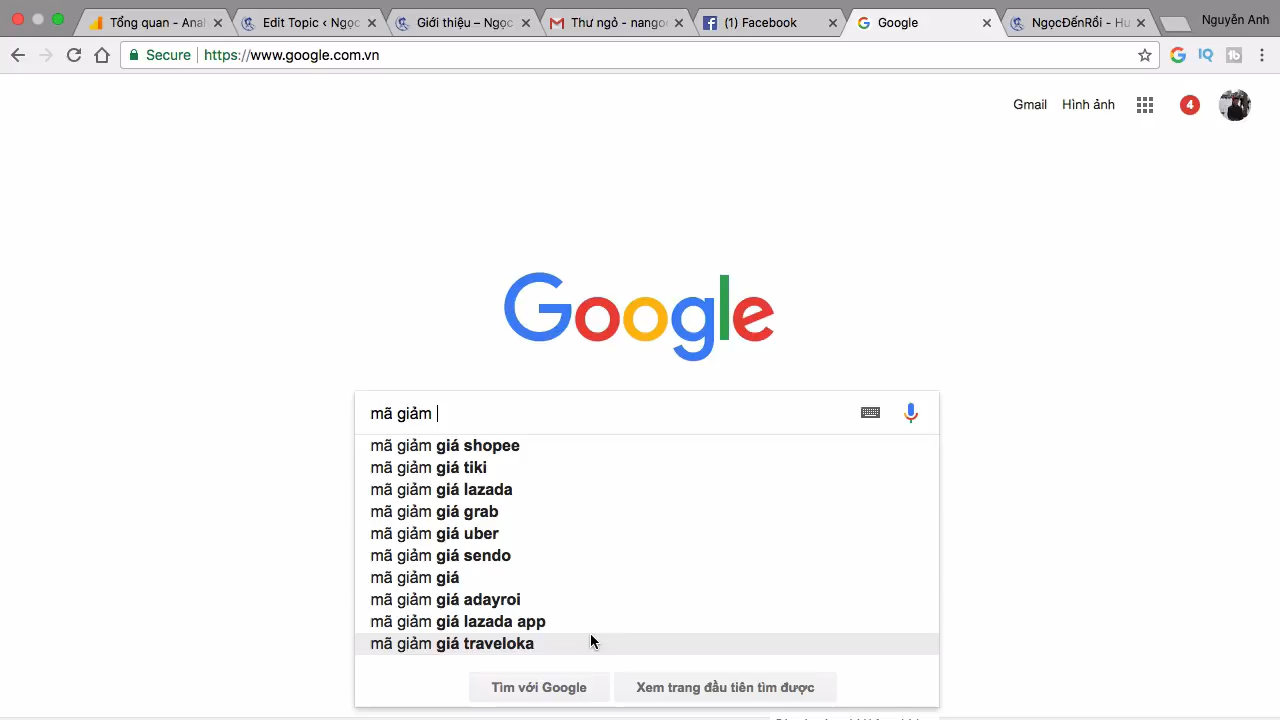 Tổng quan - Anal
Edit Topic ‹ Ngọc
Giới thiệu – Ngọc
Thư ngỏ - nango
(1) Facebook
Google
NgọcĐếnRồi - Hu
Nguyễn Anh
Secure
https://www.google.com.vn
IQ
tb
Gmail
Hình ảnh
4
Google
mã giảm
mã giảm giá shopee
mã giảm giá tiki
mã giảm giá lazada
mã giảm giá grab
mã giảm giá uber
mã giảm giá sendo
mã giảm giá
mã giảm giá adayroi
mã giảm giá lazada app
mã giảm giá traveloka
Tìm với Google
Xem trang đầu tiên tìm được